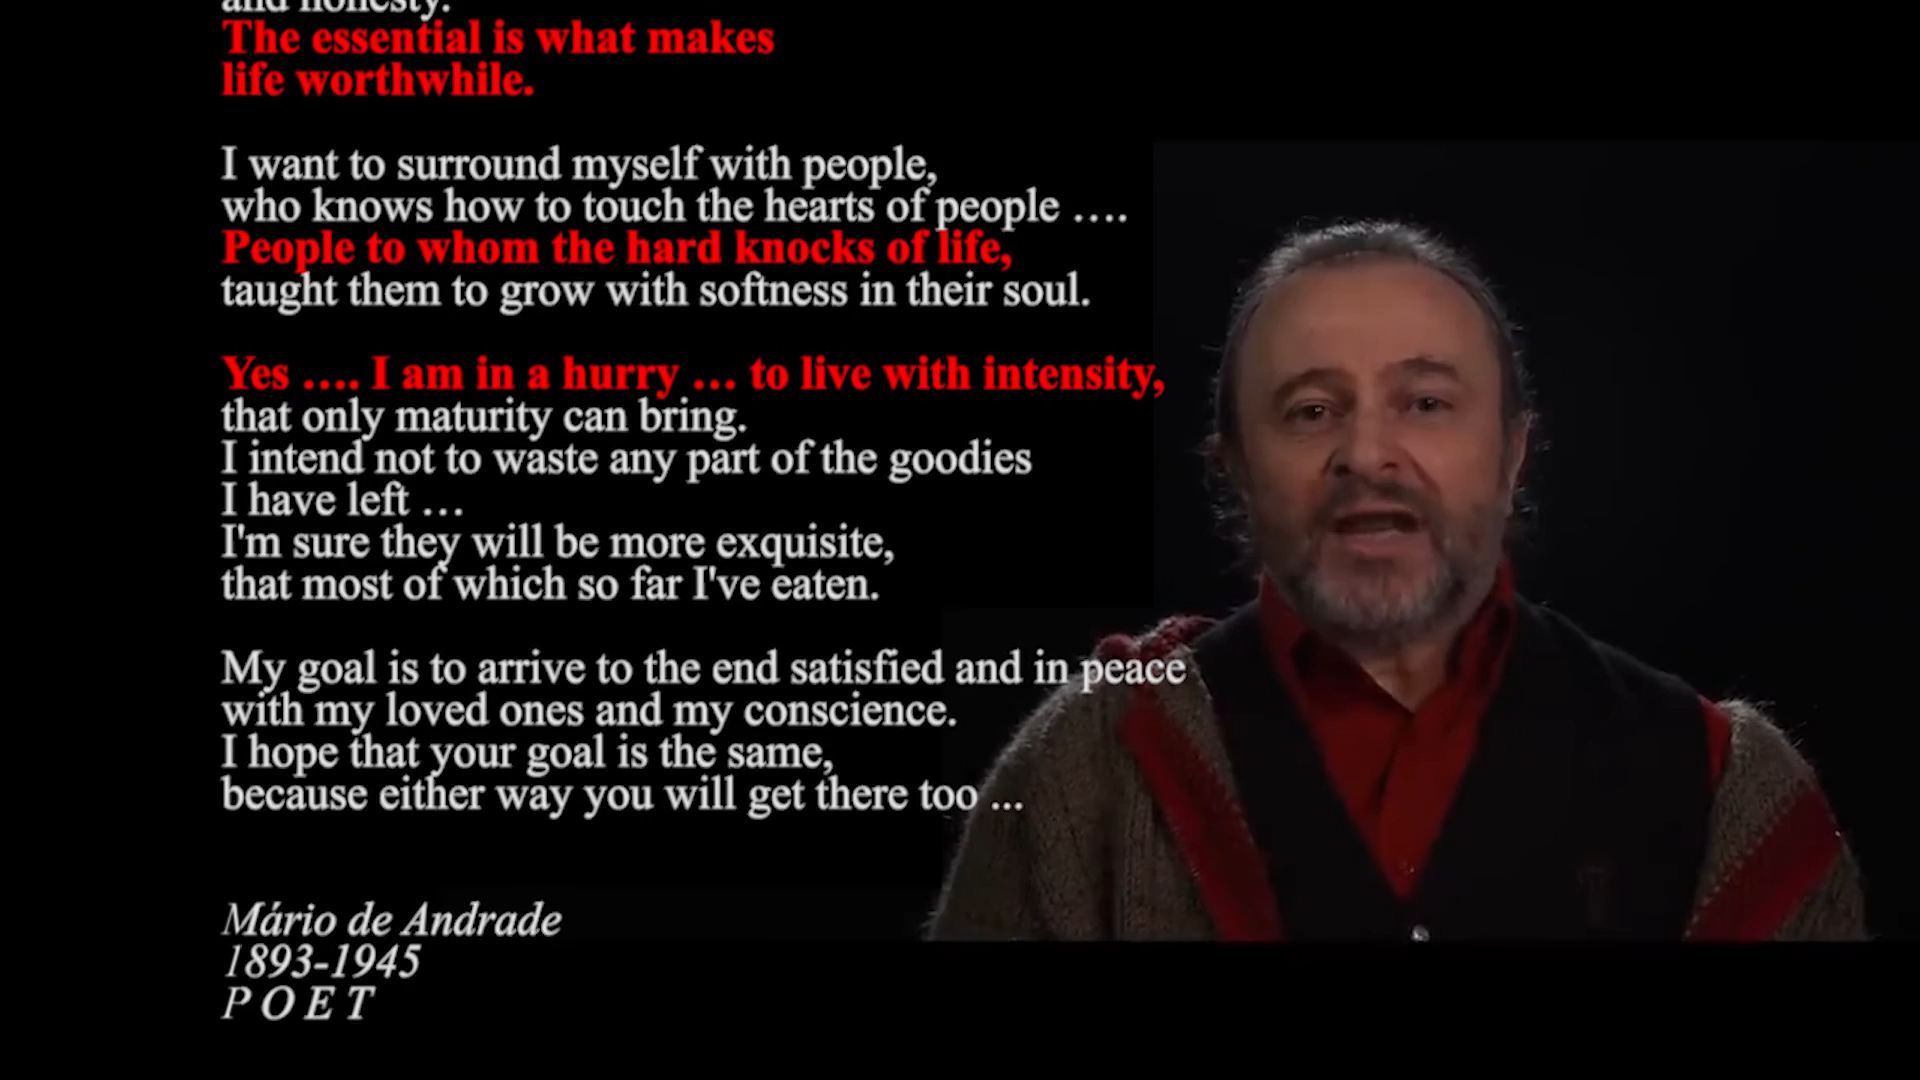 and honesty.
The essential is what makes
life worthwhile.
I want to surround myself with people,
who knows how to touch the hearts of people ….
People to whom the hard knocks of life,
taught them to grow with softness in their soul.
Yes …. I am in a hurry … to live with intensity,
that only maturity can bring.
I intend not to waste any part of the goodies
I have left …
I'm sure they will be more exquisite,
that most of which so far I've eaten.
My goal is to arrive to the end satisfied and in peace
with my loved ones and my conscience.
I hope that your goal is the same,
because either way you will get there too ...
Mário de Andrade
1893-1945
P O E T